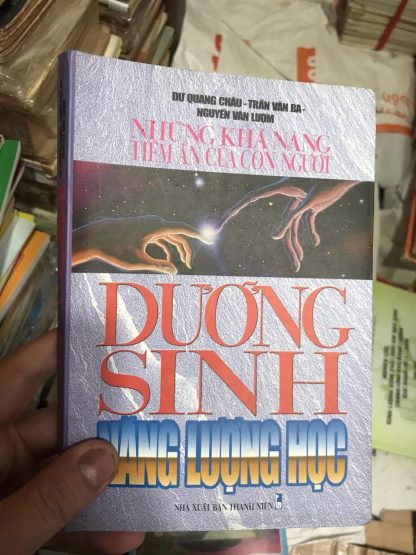 DƯ QUANG CHÂU - TRẦN VĂN BA -
NGUYỄN VĂN LƯỢM
NHỮNG KHẢ NĂNG
TIỀM ẨN CỦA CON NGƯỜI
DƯỠNG
SINH
NĂNG LƯỢNG HỌC
NHÀ XUẤT BẢN THANH NIÊN